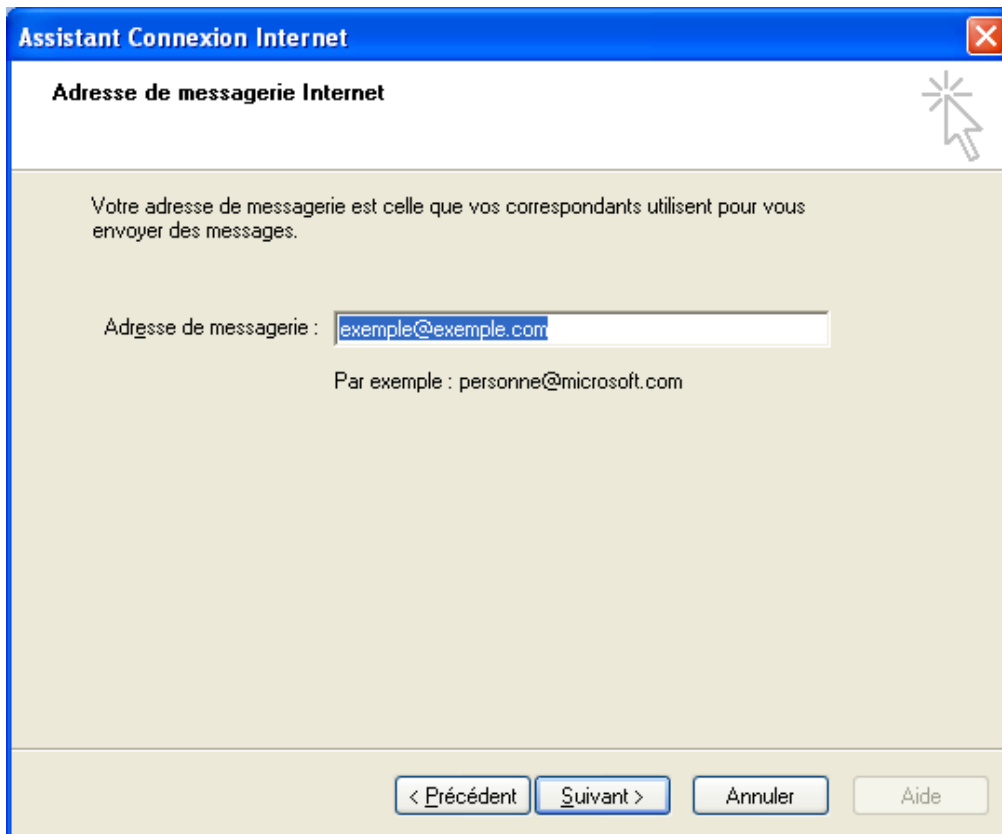 Assistant Connexion Internet
Adresse de messagerie Internet
Votre adresse de messagerie est celle que vos correspondants utilisent pour vous
envoyer des messages.
Adresse de messagerie : exemple@exemple.com
Par exemple : personne@microsoft.com
< Précédent Suivant > Annuler Aide